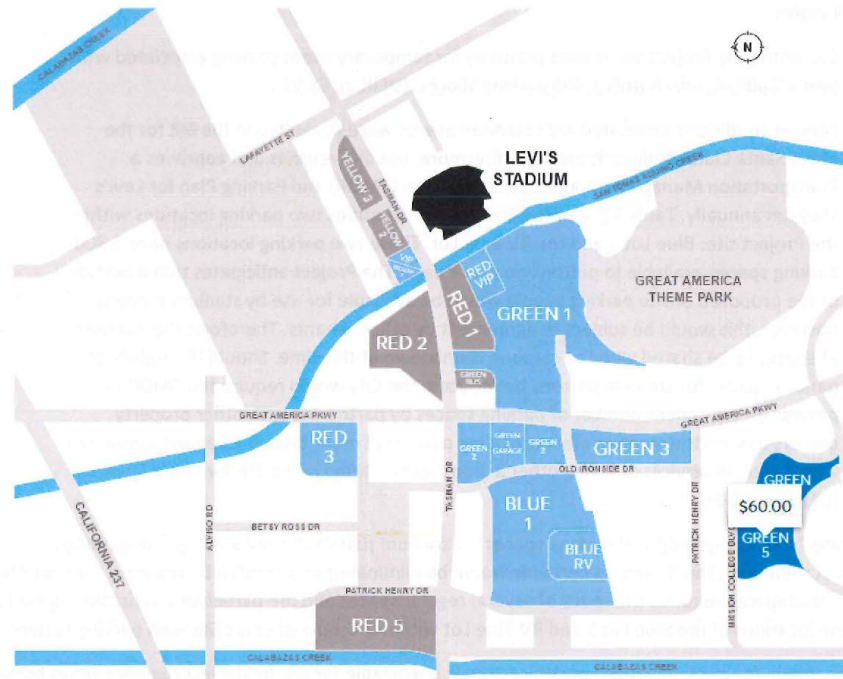 CALABAZAS CREEK
N
LAFAYETTE ST
TASMAN DR
YELLOW 3
YELLOW
2
VIP
LEVI'S
STADIUM
SAN TOMAS AQUINO CREEK
RED
VIP
RED 1
GREEN 1
GREAT AMERICA
THEME PARK
RED 2
GREEN
BUS
GREAT AMERICA PKWY
GREAT AMERICA PKWY
RED
3
GREEN
2
GREEN
GARAGE
GREEN
2
GREEN 3
OLD IRONSIDE DR
TASMAN DR
ALVISO RD
CALIFORNIA 237
BETSY ROSS DR
BLUE
1
BLUE
RV
PATRICK HENRY DR
MISSION COLLEGE BLVD
GREEN
$60.00
GREEN
5
PATRICK HENRY DR
RED 5
CALABAZAS CREEK
CALABAZAS CREEK